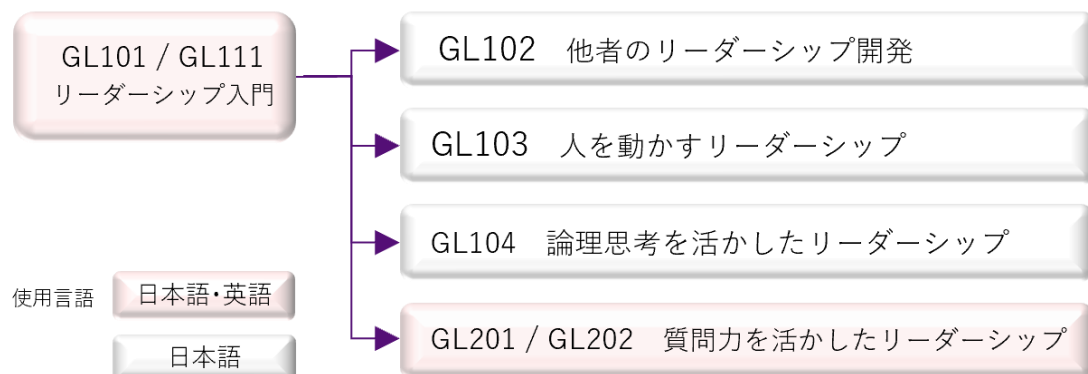 GL101 / GL111
リーダーシップ入門
GL102 他者のリーダーシップ開発
GL103 人を動かすリーダーシップ
GL104 論理思考を活かしたリーダーシップ
GL201 / GL202 質問力を活かしたリーダーシップ
使用言語
日本語・英語
日本語